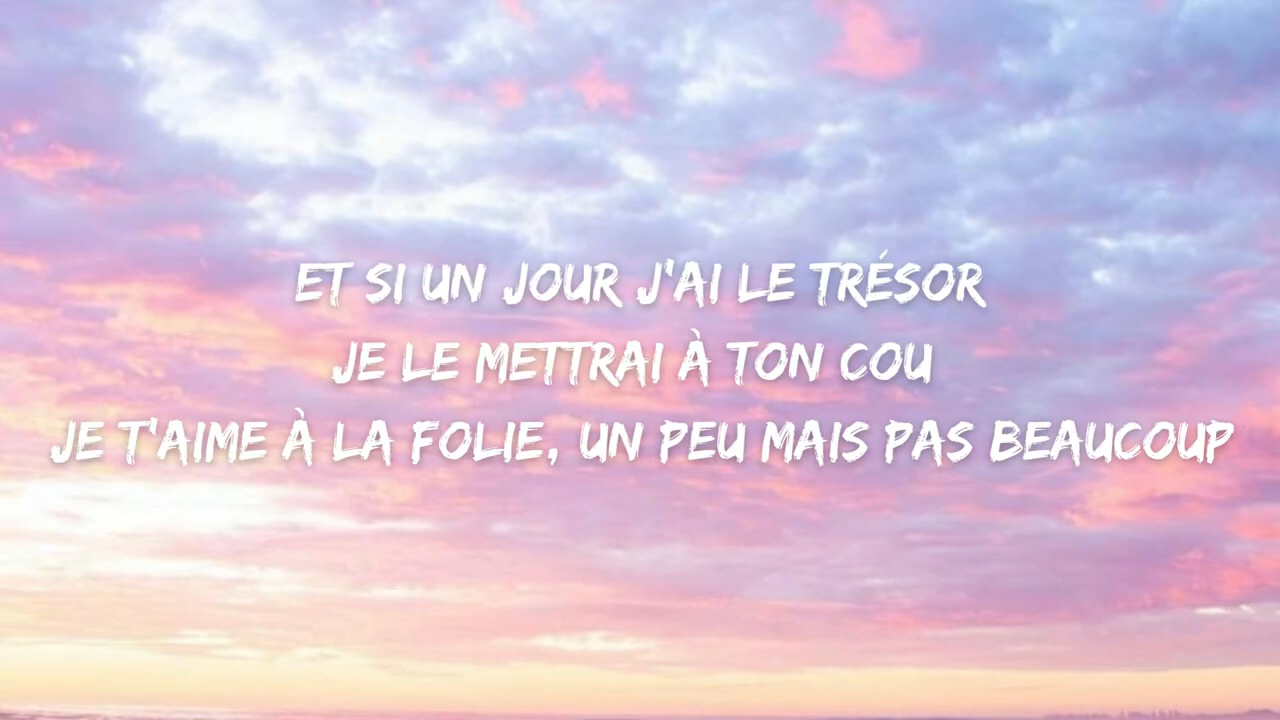 ET SI UN JOUR J'AI LE TRÉSOR
JE LE METTRAI À TON COU
JE T'AIME À LA FOLIE, UN PEU MAIS PAS BEAUCOUP